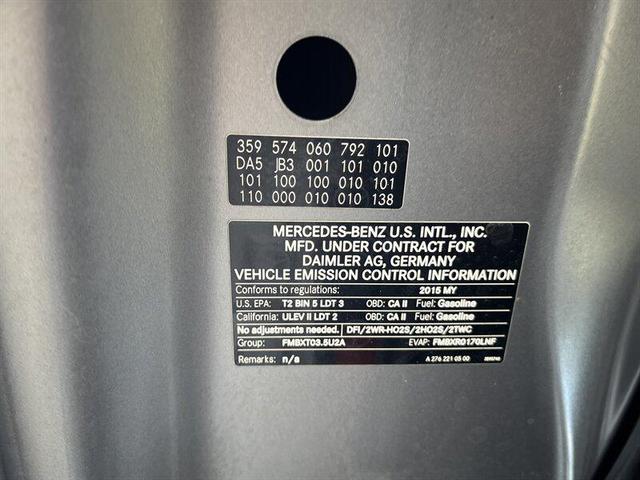 359 574 060 792 101
DA5 JB3 001 101 010
101 100 100 010 101
110 000 010 010 138
MERCEDES-BENZ U.S. INTL., INC.
MFD. UNDER CONTRACT FOR
DAIMLER AG, GERMANY
VEHICLE EMISSION CONTROL INFORMATION
Conforms to regulations: 2015 MY
U.S. EPA: T2 BIN 5 LDT 3 OBD: CA II Fuel: Gasoline
California: ULEV II LDT 2 OBD: CA II Fuel: Gasoline
No adjustments needed. DFI/2WR-HO2S/2HO2S/2TWC
Group: FMBXT03.5U2A EVAP: FMBXR0170LNF
Remarks: n/a A 276 221 05 00